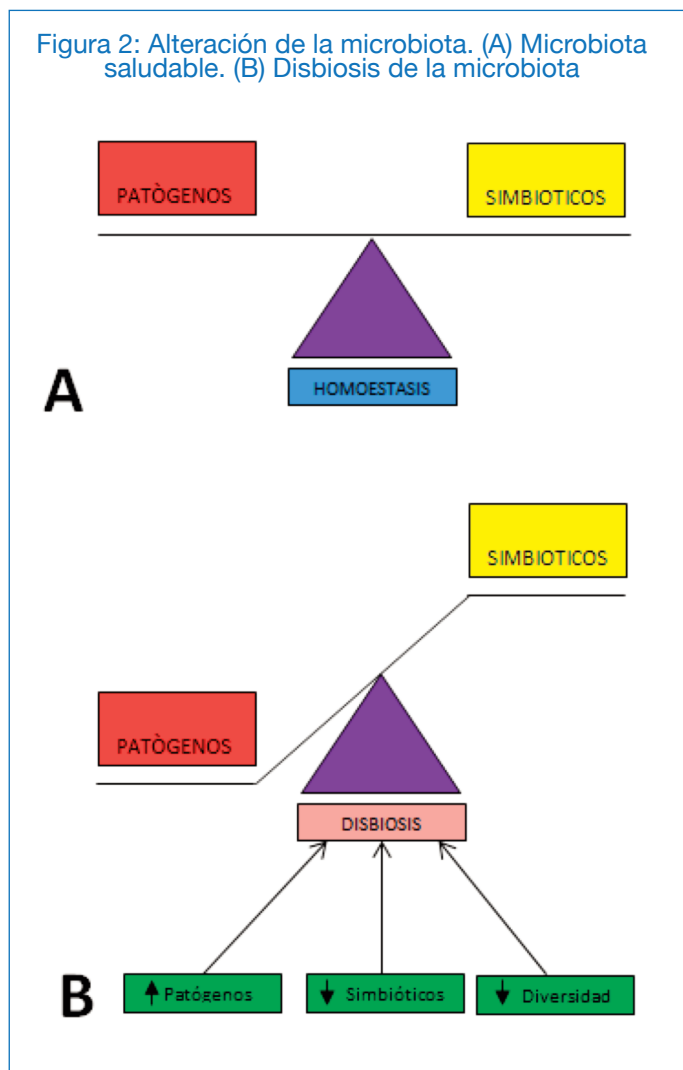 Figura 2: Alteración de la microbiota. (A) Microbiota
saludable. (B) Disbiosis de la microbiota
PATÒGENOS
SIMBIOTICOS
HOMOESTASIS
A
SIMBIOTICOS
PATÒGENOS
DISBIOSIS
B
↑ Patógenos
↓ Simbióticos
↓ Diversidad